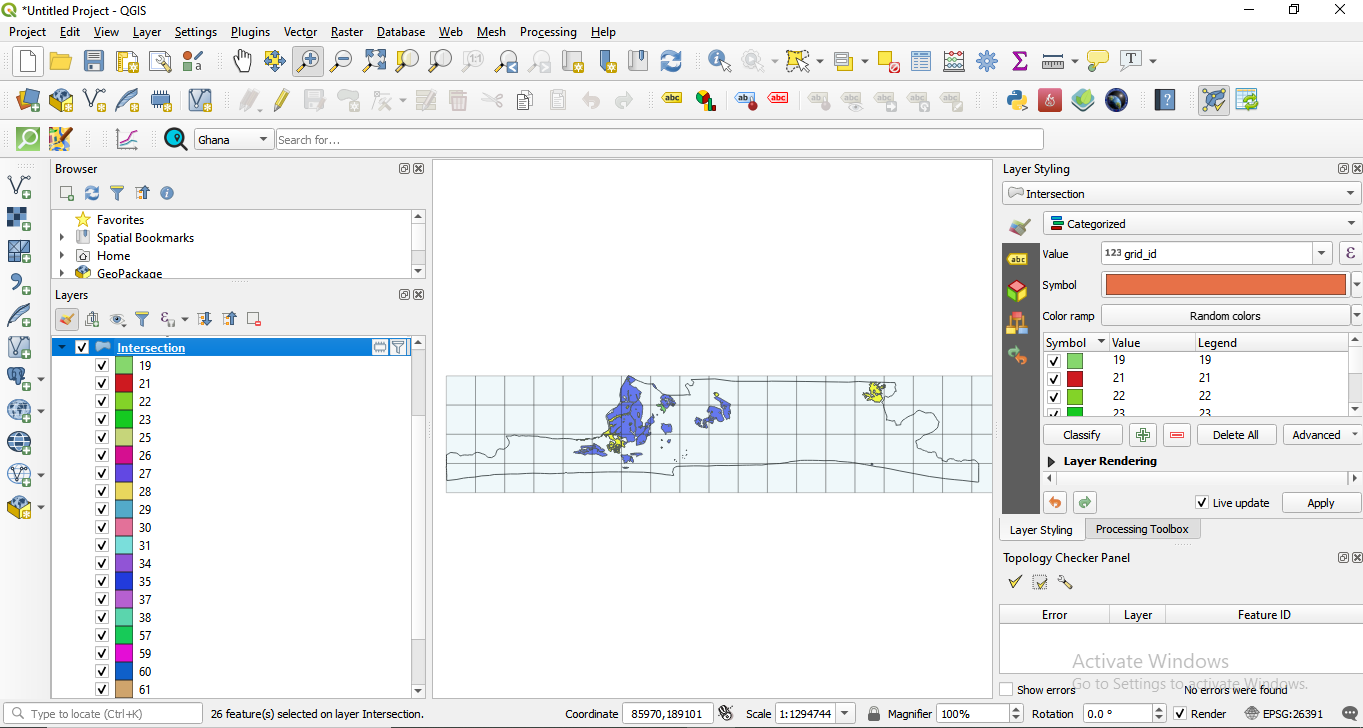 *Untitled Project - QGIS
Project Edit View Layer Settings Plugins Vector Raster Database Web Mesh Processing Help
Ghana Search for...
Browser
Favorites
Spatial Bookmarks
Home
GeoPackage
Layers
Intersection
19
21
22
23
25
26
27
28
29
30
31
34
35
37
38
57
59
60
61
Layer Styling
Intersection
Categorized
Value 123 grid_id
Symbol
Color ramp Random colors
Symbol Value Legend
19 19
21 21
22 22
23 23
Classify Delete All Advanced
Layer Rendering
Live update Apply
Layer Styling Processing Toolbox
Topology Checker Panel
Error Layer Feature ID
Activate Windows
Go to Settings to activate Windows.
Show errors No errors were found
Type to locate (Ctrl+K) 26 feature(s) selected on layer Intersection. Coordinate 85970,189101 Scale 1:1294744 Magnifier 100% Rotation 0.0 ° Render EPSG:26391